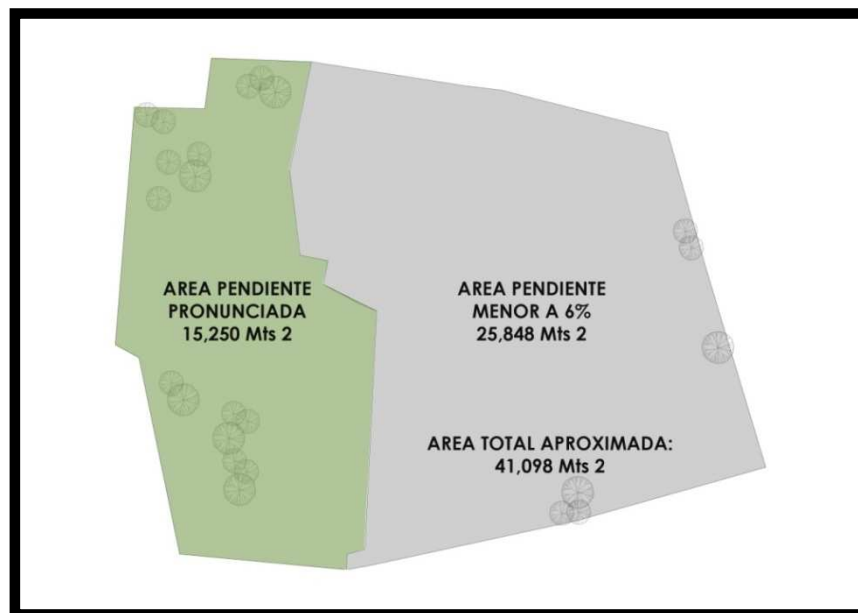 AREA PENDIENTE
PRONUNCIADA
15,250 Mts 2
AREA PENDIENTE
MENOR A 6%
25,848 Mts 2
AREA TOTAL APROXIMADA:
41,098 Mts 2